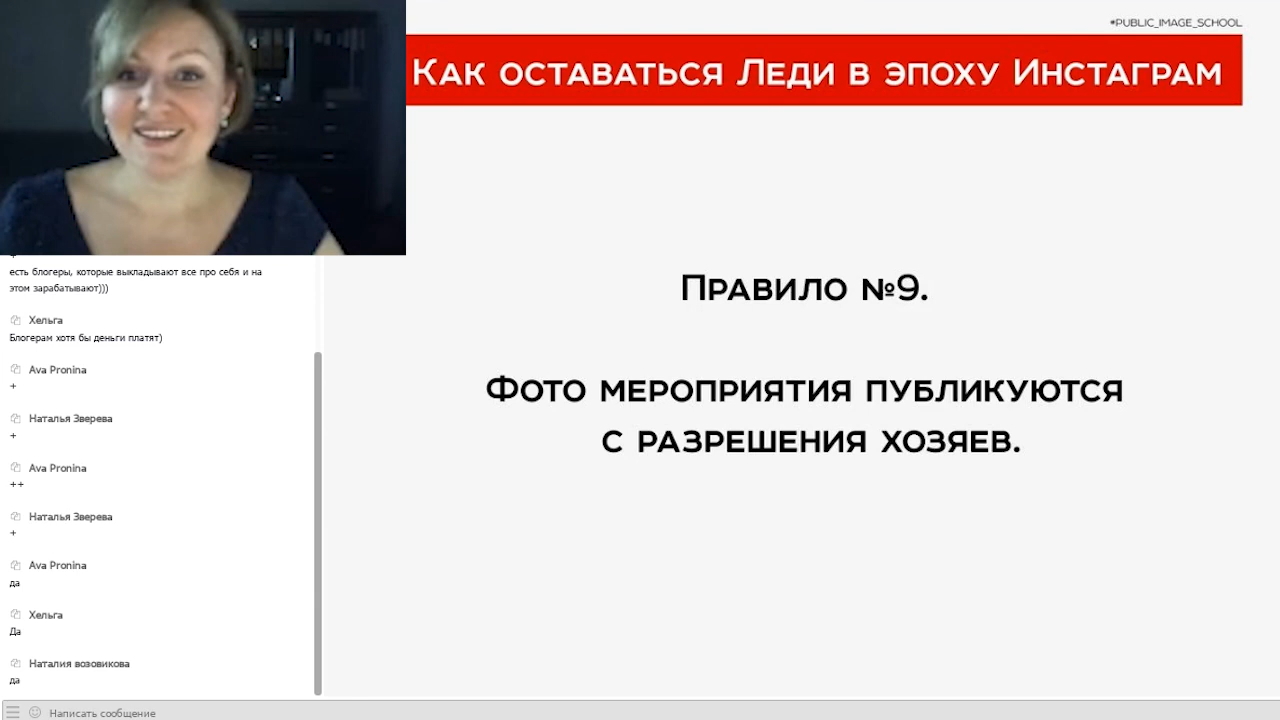 #PUBLIC_IMAGE_SCHOOL
Как оставаться Леди в эпоху Инстаграм
Правило №9.
Фото мероприятия публикуются
с разрешения хозяев.
есть блогеры, которые выкладывают все про себя и на
этом зарабатывают)))
Хельга
Блогерам хотя бы деньги платят)
Ava Pronina
+
Наталья Зверева
+
Ava Pronina
++
Наталья Зверева
+
Ava Pronina
да
Хельга
Да
Наталия возовикова
да
Написать сообщение